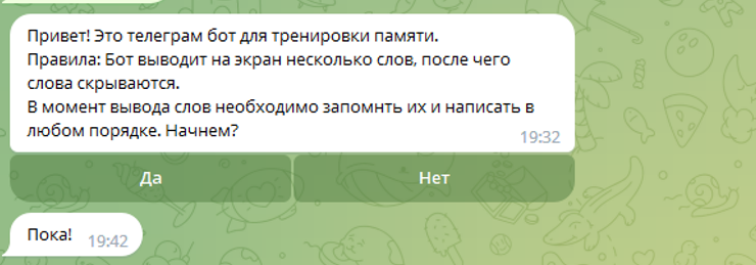 Привет! Это телеграм бот для тренировки памяти.
Правила: Бот выводит на экран несколько слов, после чего
слова скрываются.
В момент вывода слов необходимо запомнть их и написать в
любом порядке. Начнем?
19:32
Да
Нет
Пока!
19:42